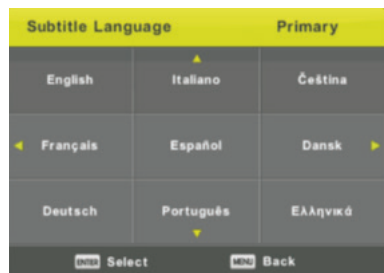 Subtitle Language Primary
English Italiano Čeština
Français Español Dansk
Deutsch Português Ελληνικά
ENTER Select MENU Back